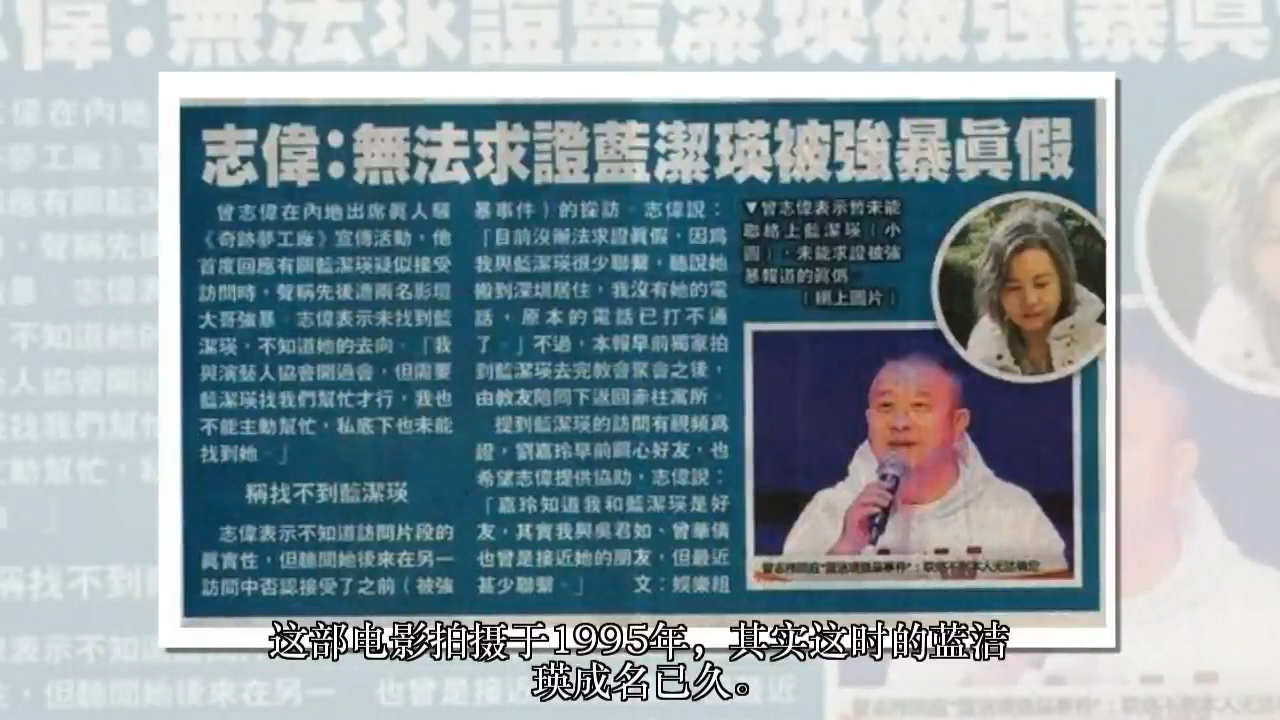 志偉：無法求證藍潔瑛被強暴眞假
曾志偉在內地出席眞人騷
《奇跡夢工廠》宣傳活動，他
首度回應有關藍潔瑛疑似接受
訪問時，聲稱先後遭兩名影壇
大哥強暴。志偉表示未找到藍
潔瑛，不知道她的去向。「我
與演藝人協會開過會，但需要
藍潔瑛找我們幫忙才行，我也
不能主動幫忙，私底下也未能
找到她。」
稱找不到藍潔瑛
志偉表示不知道訪問片段的
眞實性，但聽聞她後來在另一
訪問中否認接受了之前（被強
暴事件）的採訪。志偉說：
「目前沒辦法求證眞假，因爲
我與藍潔瑛很少聯繫，聽說她
搬到深圳居住，我沒有她的電
話，原本的電話已打不通
了。」不過，本報早前獨家拍
到藍潔瑛去完教會聚會之後，
由教友陪同下返回赤柱寓所。
提到藍潔瑛的訪問有視頻爲
證，劉嘉玲早前關心好友，也
希望志偉提供協助，志偉說：
「嘉玲知道我和藍潔瑛是好
友，其實我與吳君如、曾華倩
也曾是接近她的朋友，但最近
甚少聯繫。」 文：娛樂組
▼曾志偉表示暫未能
聯絡上藍潔瑛（小
圖），未能求證被強
暴報道的眞僞。
（網上圖片）
这部电影拍摄于1995年，其实这时的蓝洁
瑛成名已久。